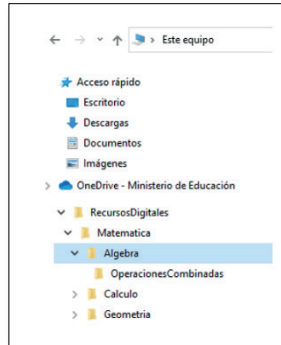 Este equipo
Acceso rápido
Escritorio
Descargas
Documentos
Imágenes
OneDrive - Ministerio de Educación
RecursosDigitales
Matematica
Algebra
OperacionesCombinadas
Calculo
Geometria